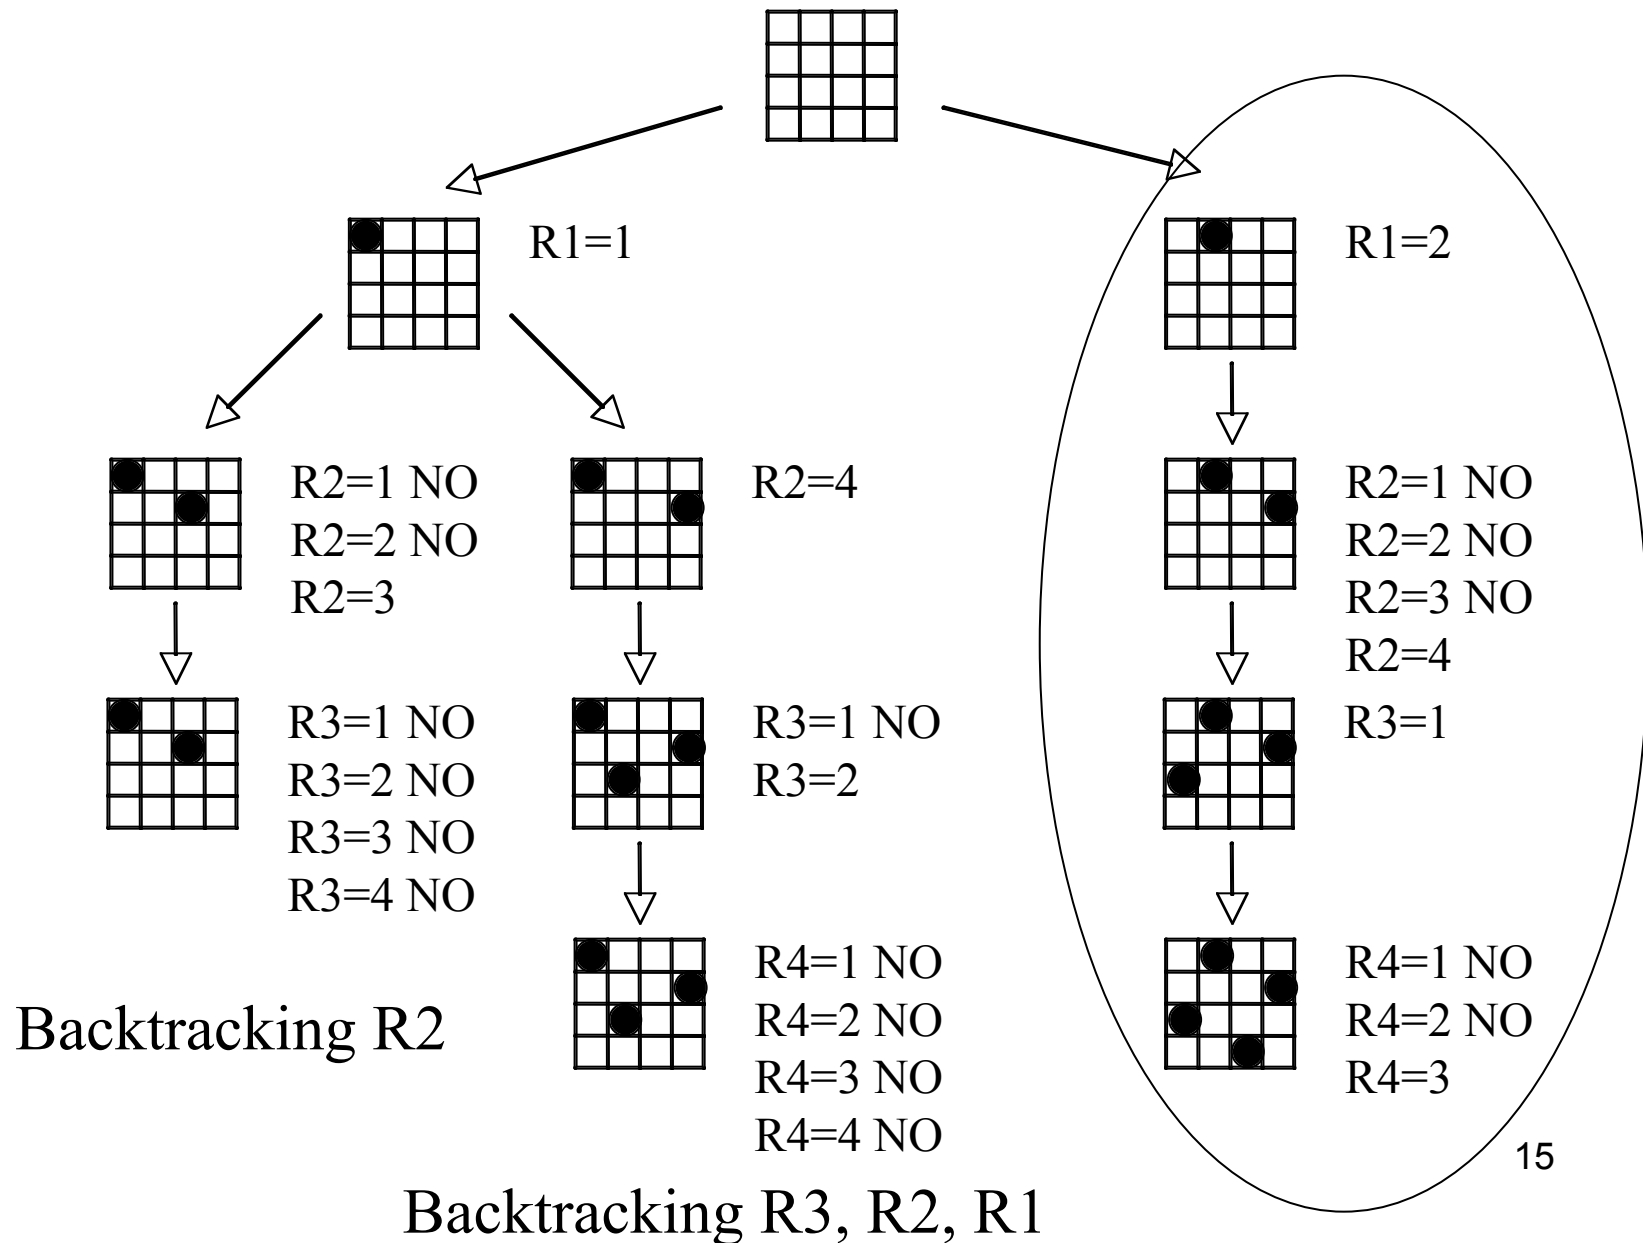 R1=1
R1=2
R2=1 NO
R2=2 NO
R2=3
R2=4
R2=1 NO
R2=2 NO
R2=3 NO
R2=4
R3=1 NO
R3=2 NO
R3=3 NO
R3=4 NO
R3=1 NO
R3=2
R3=1
Backtracking R2
R4=1 NO
R4=2 NO
R4=3 NO
R4=4 NO
R4=1 NO
R4=2 NO
R4=3
15
Backtracking R3, R2, R1